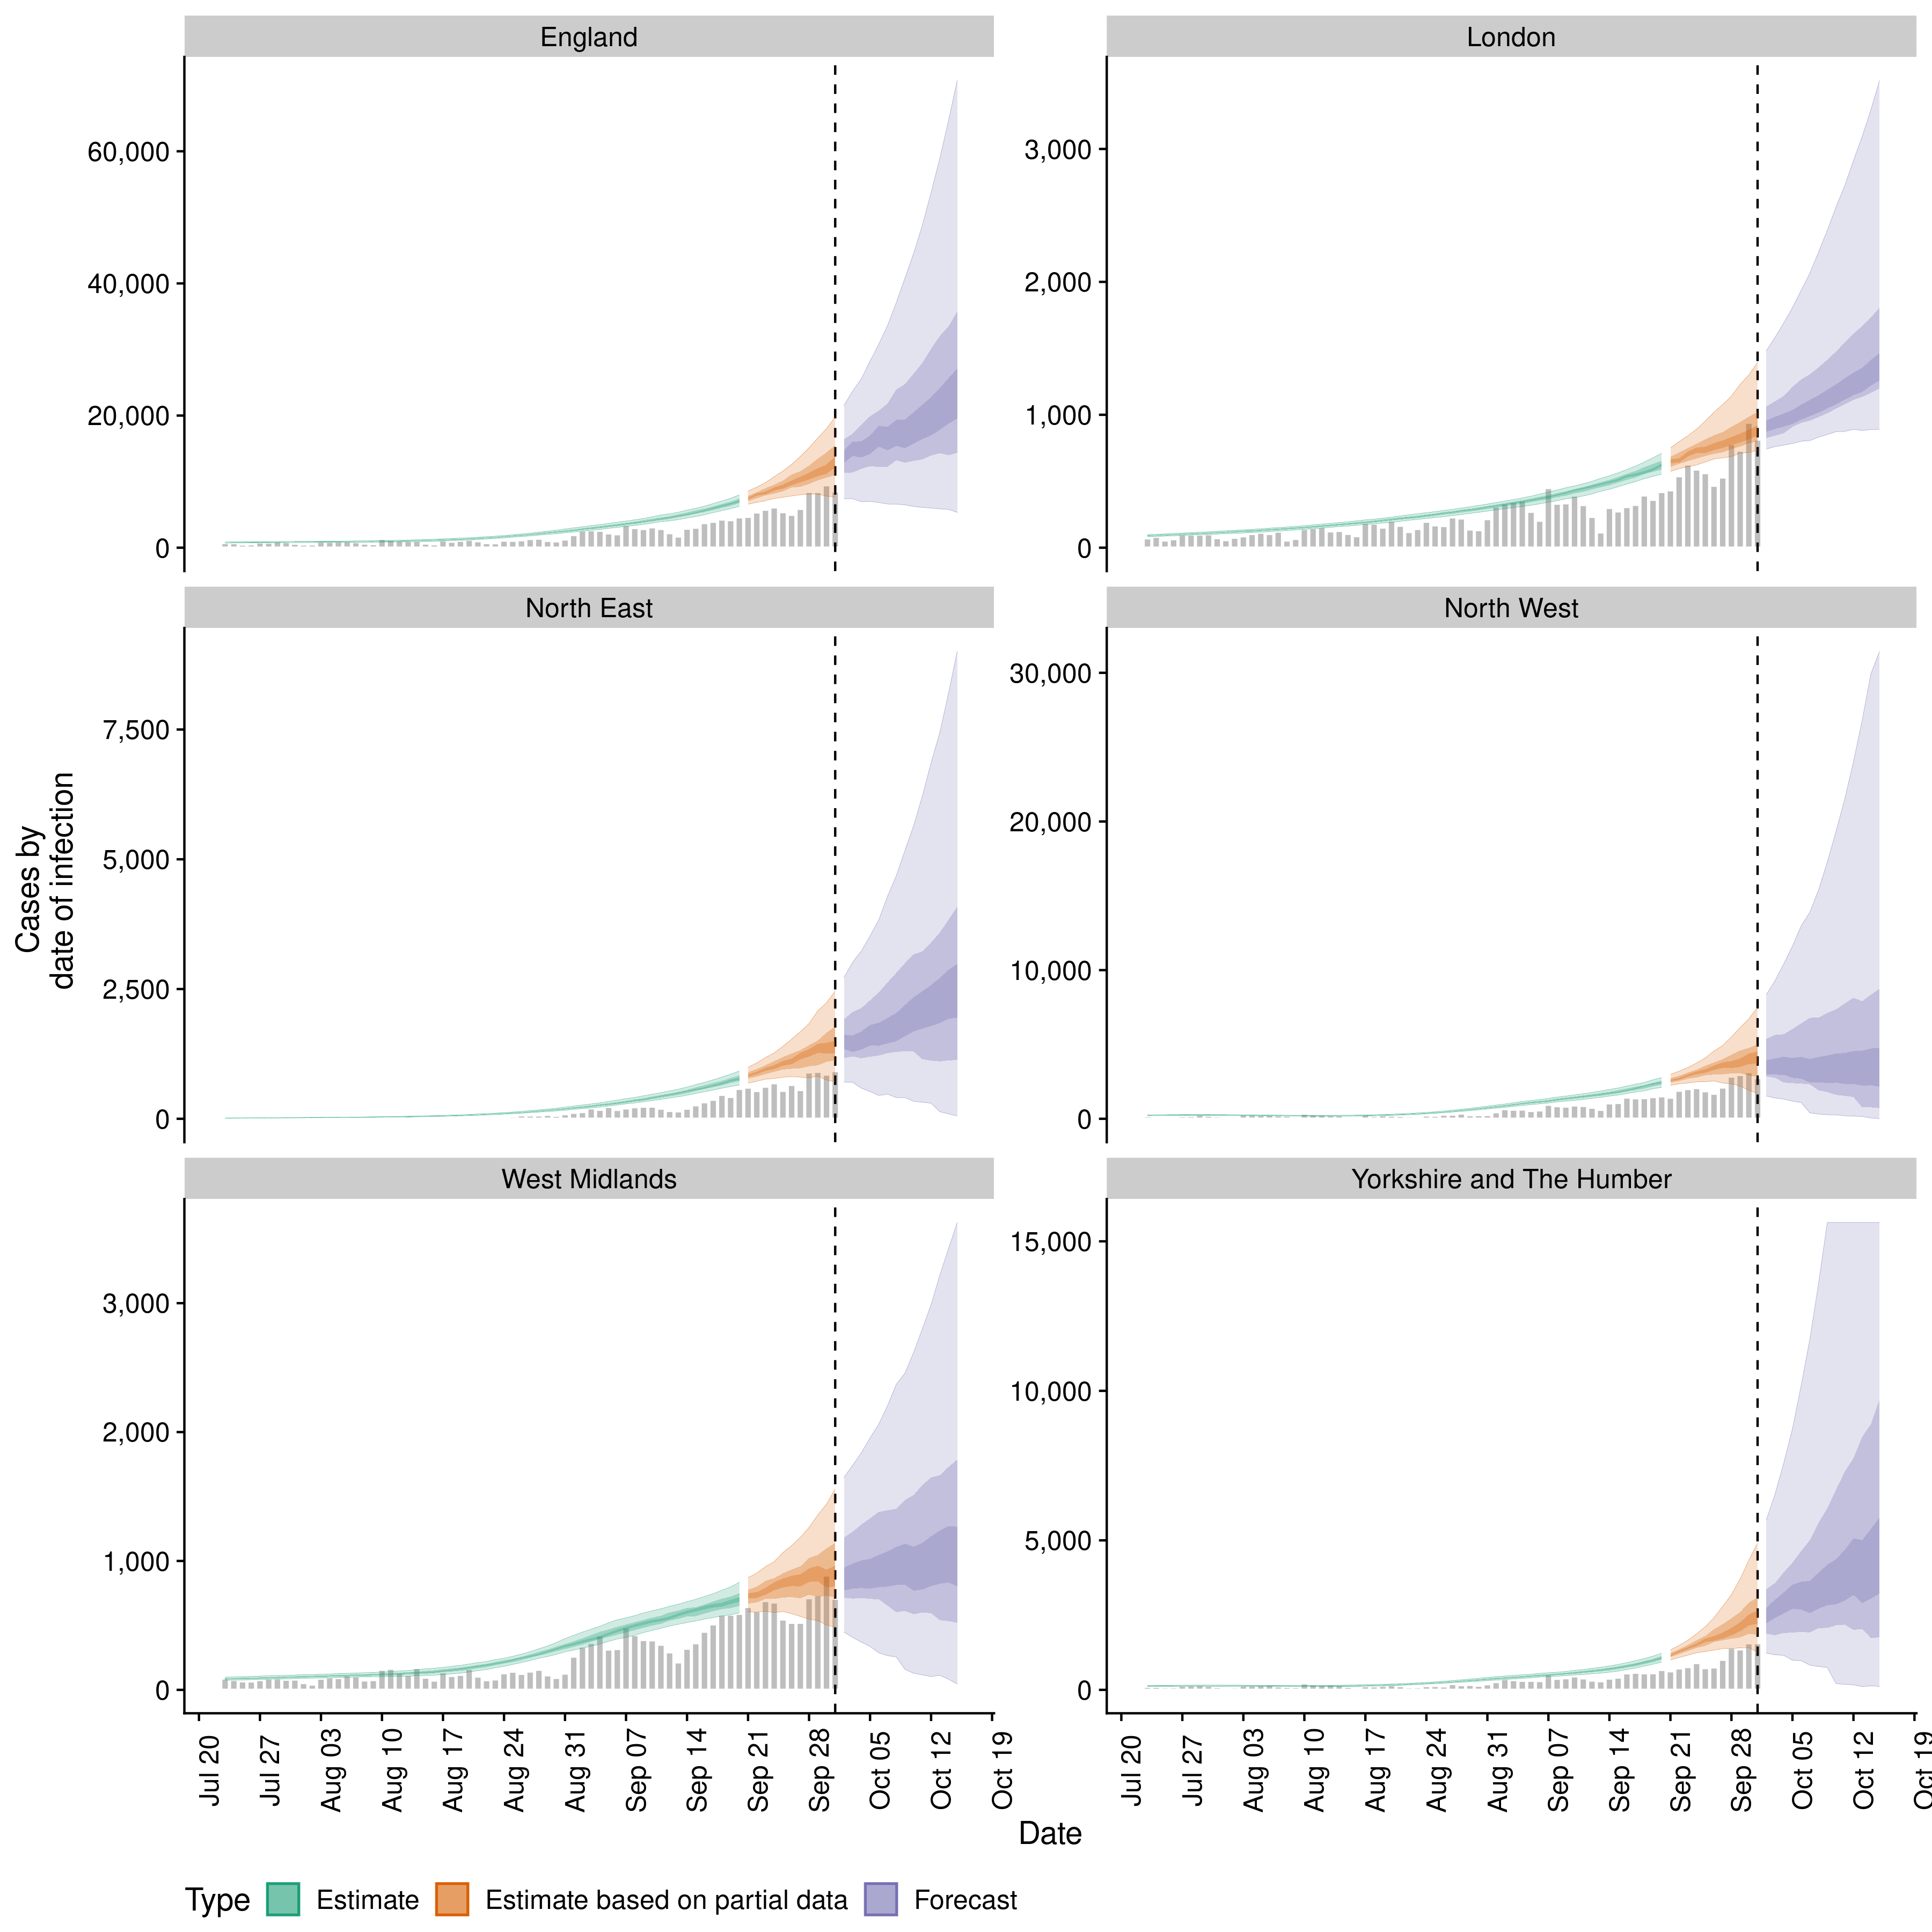 England
London
60,000
40,000
20,000
0
3,000
2,000
1,000
0
North East
North West
7,500
5,000
2,500
0
30,000
20,000
10,000
0
Cases by
date of infection
West Midlands
Yorkshire and The Humber
3,000
2,000
1,000
0
15,000
10,000
5,000
0
Jul 20
Jul 27
Aug 03
Aug 10
Aug 17
Aug 24
Aug 31
Sep 07
Sep 14
Sep 21
Sep 28
Oct 05
Oct 12
Oct 19
Jul 20
Jul 27
Aug 03
Aug 10
Aug 17
Aug 24
Aug 31
Sep 07
Sep 14
Sep 21
Sep 28
Oct 05
Oct 12
Oct 19
Date
Type Estimate Estimate based on partial data Forecast